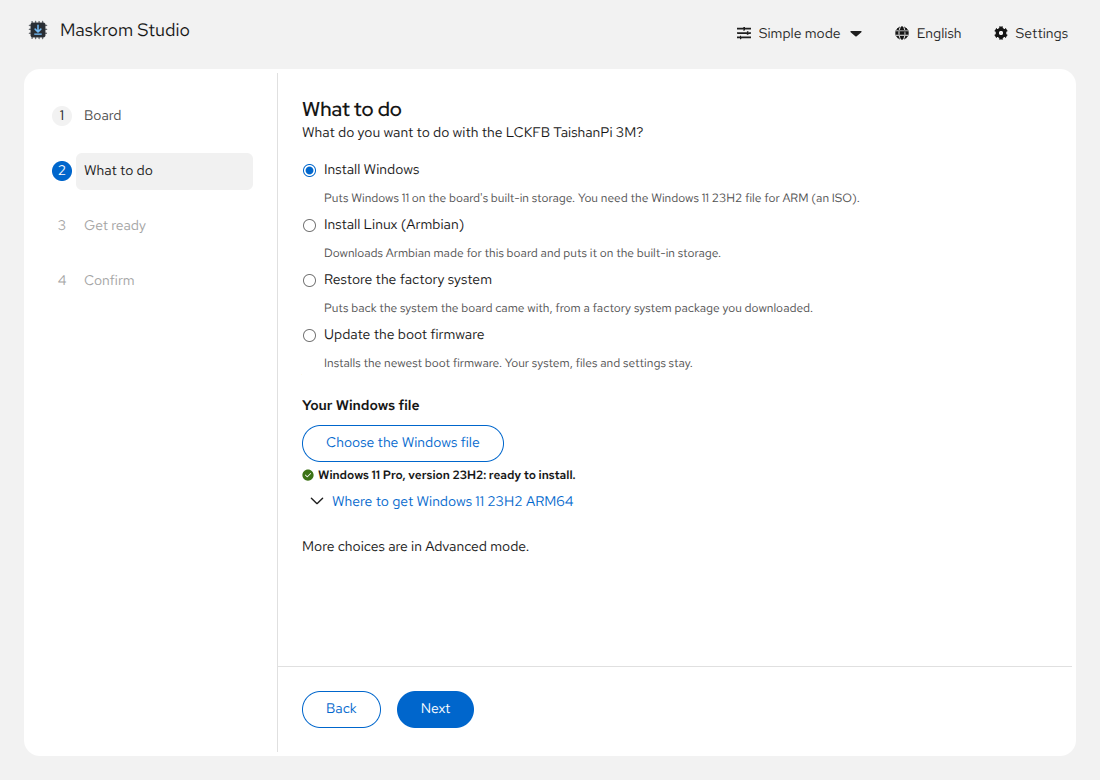 Maskrom Studio
Simple mode
English
Settings
1 Board
2 What to do
3 Get ready
4 Confirm
What to do
What do you want to do with the LCKFB TaishanPi 3M?
Install Windows
Puts Windows 11 on the board's built-in storage. You need the Windows 11 23H2 file for ARM (an ISO).
Install Linux (Armbian)
Downloads Armbian made for this board and puts it on the built-in storage.
Restore the factory system
Puts back the system the board came with, from a factory system package you downloaded.
Update the boot firmware
Installs the newest boot firmware. Your system, files and settings stay.
Your Windows file
Choose the Windows file
Windows 11 Pro, version 23H2: ready to install.
Where to get Windows 11 23H2 ARM64
More choices are in Advanced mode.
Back
Next